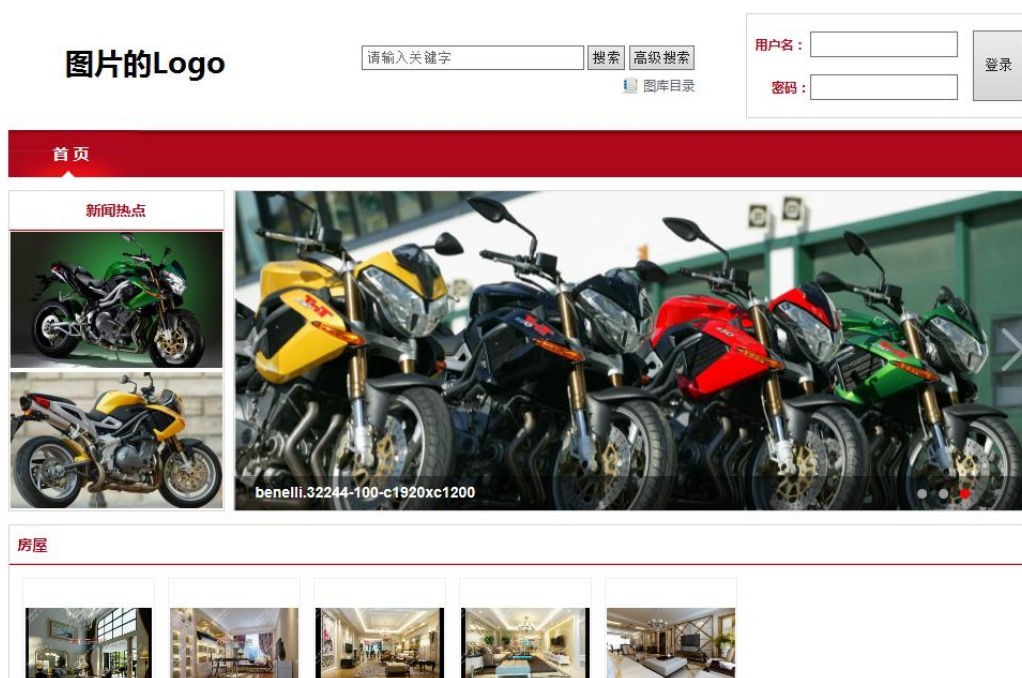 图片的Logo
请输入关键字
搜索
高级搜索
图库目录
用户名：
密码：
登录
首 页
新闻热点
benelli.32244-100-c1920xc1200
房屋